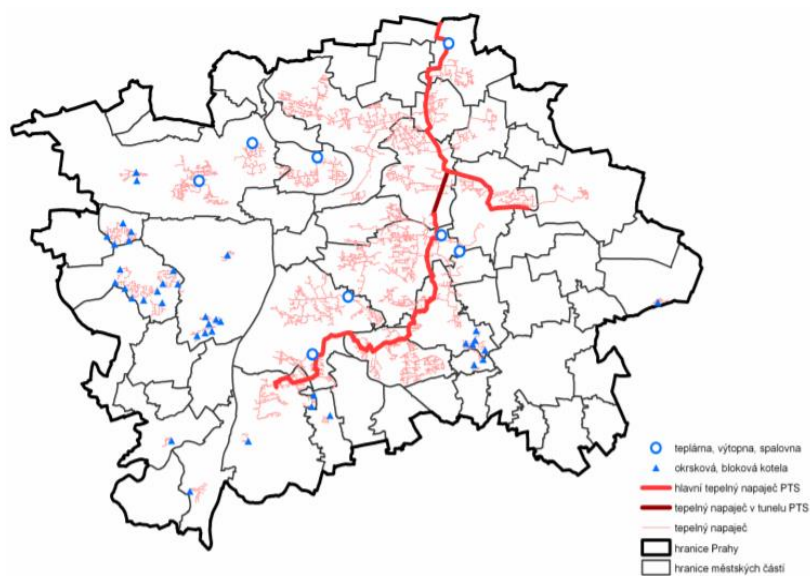 teplárna, výtopna, spalovna
okrsková, bloková kotela
hlavní tepelný napaječ PTS
tepelný napaječ v tunelu PTS
tepelný napaječ
hranice Prahy
hranice městských částí